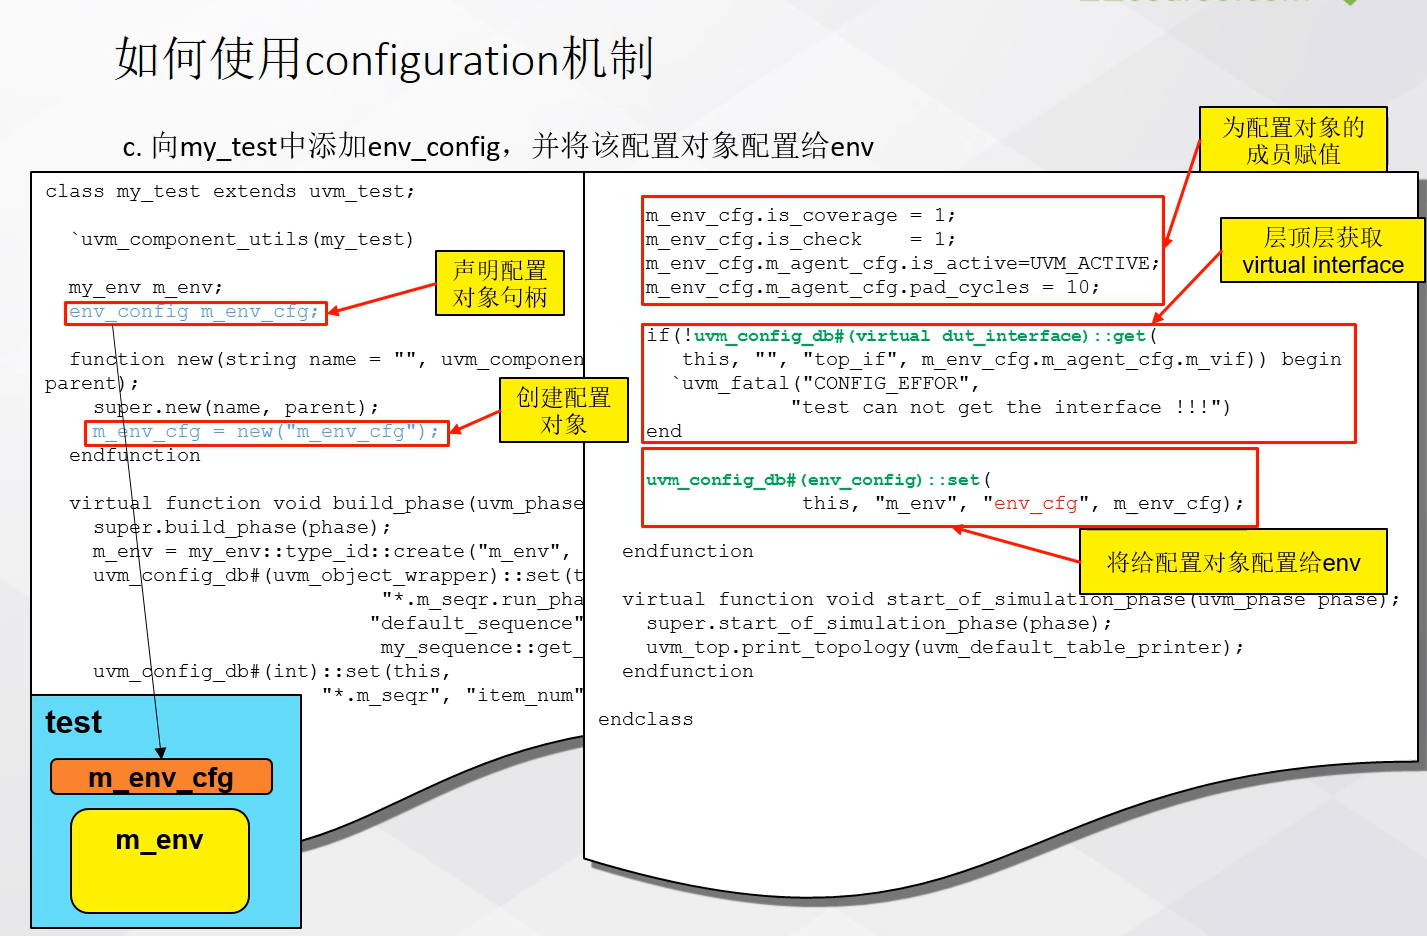 如何使用configuration机制
c. 向my_test中添加env_config，并将该配置对象配置给env
class my_test extends uvm_test;
`uvm_component_utils(my_test)
my_env m_env;
env_config m_env_cfg;
function new(string name = "", uvm_componen
parent);
super.new(name, parent);
m_env_cfg = new("m_env_cfg");
endfunction
virtual function void build_phase(uvm_phase
super.build_phase(phase);
m_env = my_env::type_id::create("m_env",
uvm_config_db#(uvm_object_wrapper)::set(t
"*.m_seqr.run_pha
"default_sequence"
my_sequence::get_
uvm_config_db#(int)::set(this,
"*.m_seqr", "item_num"
声明配置
对象句柄
创建配置
对象
test
m_env_cfg
m_env
为配置对象的
成员赋值
m_env_cfg.is_coverage = 1;
m_env_cfg.is_check = 1;
m_env_cfg.m_agent_cfg.is_active=UVM_ACTIVE;
m_env_cfg.m_agent_cfg.pad_cycles = 10;
层顶层获取
virtual interface
if(!uvm_config_db#(virtual dut_interface)::get(
this, "", "top_if", m_env_cfg.m_agent_cfg.m_vif)) begin
`uvm_fatal("CONFIG_EFFOR",
"test can not get the interface !!!")
end
uvm_config_db#(env_config)::set(
this, "m_env", "env_cfg", m_env_cfg);
将给配置对象配置给env
endfunction
virtual function void start_of_simulation_phase(uvm_phase phase);
super.start_of_simulation_phase(phase);
uvm_top.print_topology(uvm_default_table_printer);
endfunction
endclass